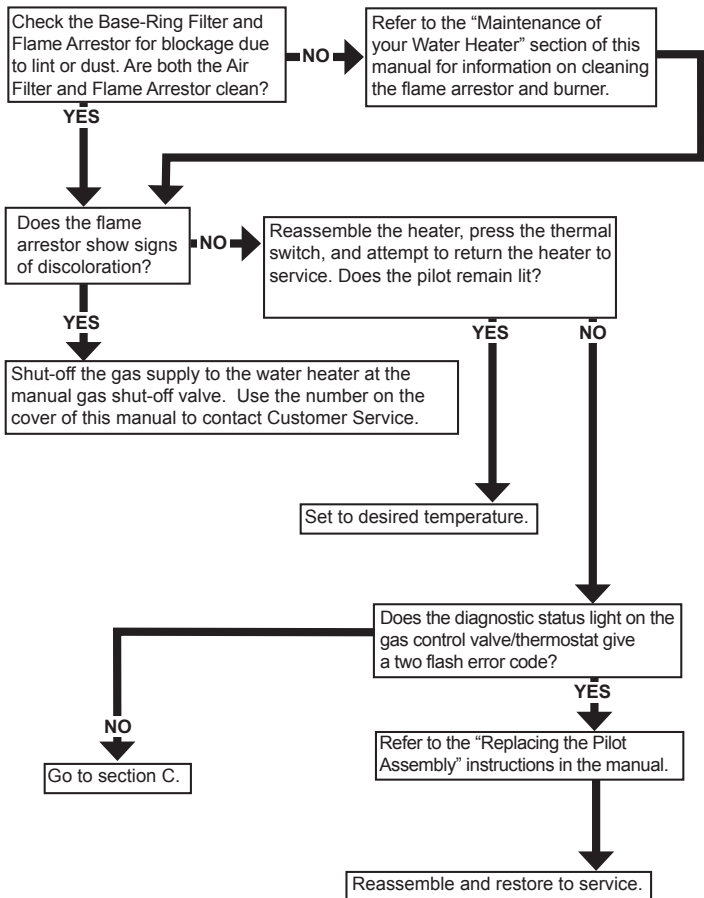 Check the Base-Ring Filter and
Flame Arrestor for blockage due
to lint or dust. Are both the Air
Filter and Flame Arrestor clean?
NO
Refer to the “Maintenance of
your Water Heater” section of this
manual for information on cleaning
the flame arrestor and burner.
YES
Does the flame
arrestor show signs
of discoloration?
NO
Reassemble the heater, press the thermal
switch, and attempt to return the heater to
service. Does the pilot remain lit?
YES
YES
NO
Shut-off the gas supply to the water heater at the
manual gas shut-off valve.  Use the number on the
cover of this manual to contact Customer Service.
Set to desired temperature.
Does the diagnostic status light on the
gas control valve/thermostat give
a two flash error code?
YES
NO
Refer to the “Replacing the Pilot
Assembly” instructions in the manual.
Go to section C.
Reassemble and restore to service.